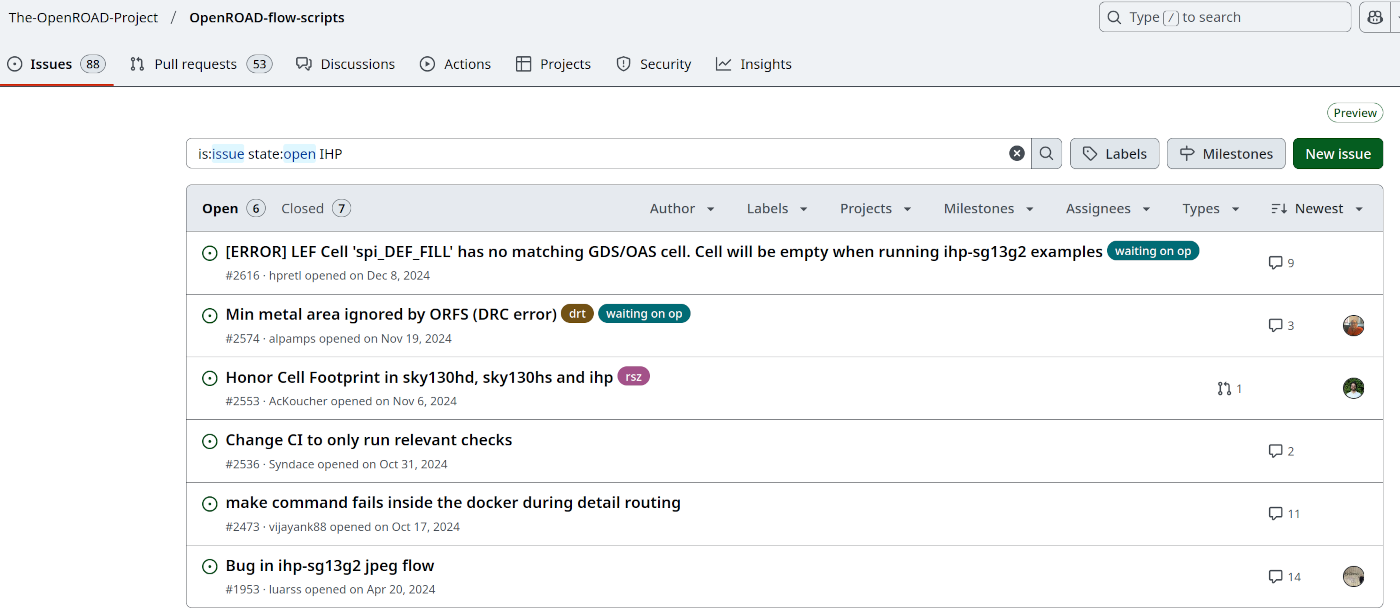 The-OpenROAD-Project / OpenROAD-flow-scripts Type / to search
Issues 88 Pull requests 53 Discussions Actions Projects Security Insights
Preview
is:issue state:open IHP Labels Milestones New issue
Open 6 Closed 7 Author Labels Projects Milestones Assignees Types Newest
[ERROR] LEF Cell 'spi_DEF_FILL' has no matching GDS/OAS cell. Cell will be empty when running ihp-sg13g2 examples waiting on op
9
#2616 · hpretl opened on Dec 8, 2024
Min metal area ignored by ORFS (DRC error) drt waiting on op
3
#2574 · alpamps opened on Nov 19, 2024
Honor Cell Footprint in sky130hd, sky130hs and ihp rsz
1
#2553 · AcKoucher opened on Nov 6, 2024
Change CI to only run relevant checks
2
#2536 · Syndace opened on Oct 31, 2024
make command fails inside the docker during detail routing
11
#2473 · vijayank88 opened on Oct 17, 2024
Bug in ihp-sg13g2 jpeg flow
14
#1953 · luarss opened on Apr 20, 2024